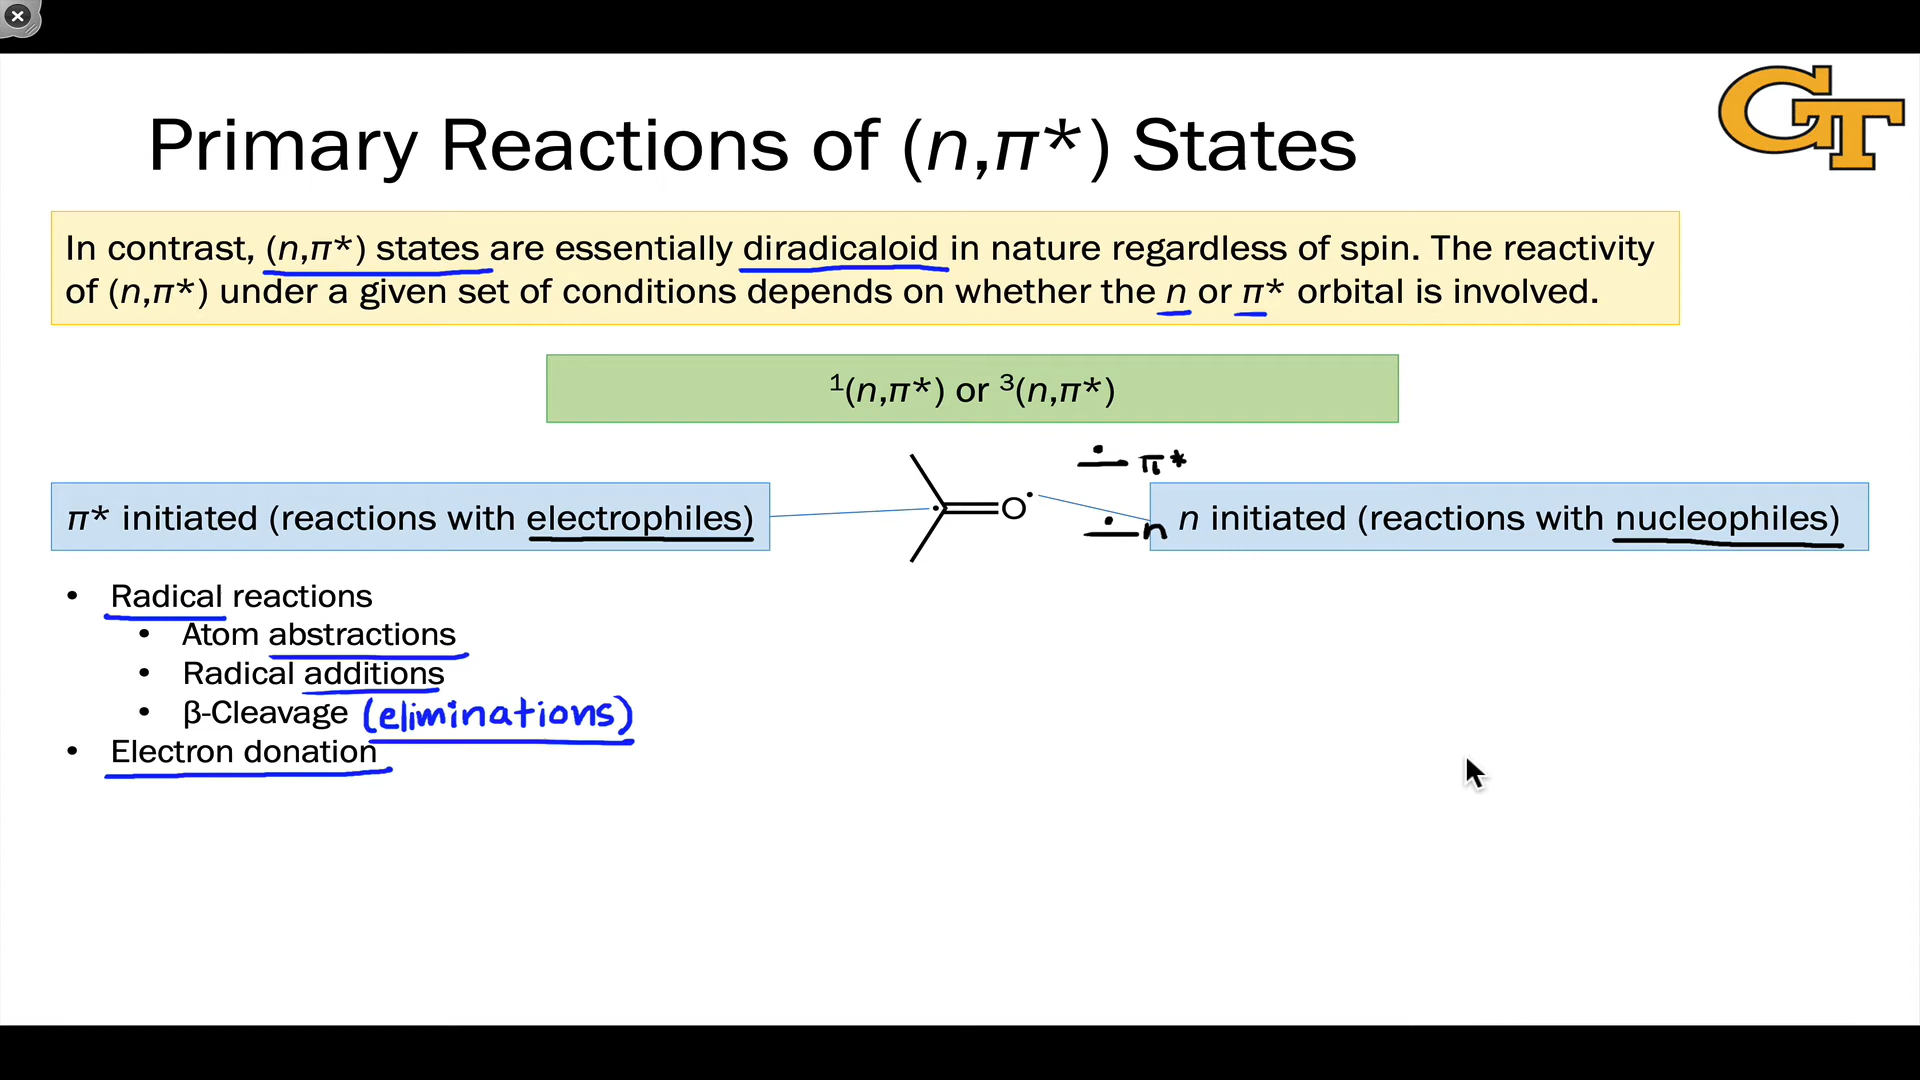 GT
Primary Reactions of (n,π*) States
In contrast, (n,π*) states are essentially diradicaloid in nature regardless of spin. The reactivity
of (n,π*) under a given set of conditions depends on whether the n or π* orbital is involved.
¹(n,π*) or ³(n,π*)
π*
π* initiated (reactions with electrophiles)
O
n
n initiated (reactions with nucleophiles)
• Radical reactions
• Atom abstractions
• Radical additions
• β-Cleavage (eliminations)
• Electron donation